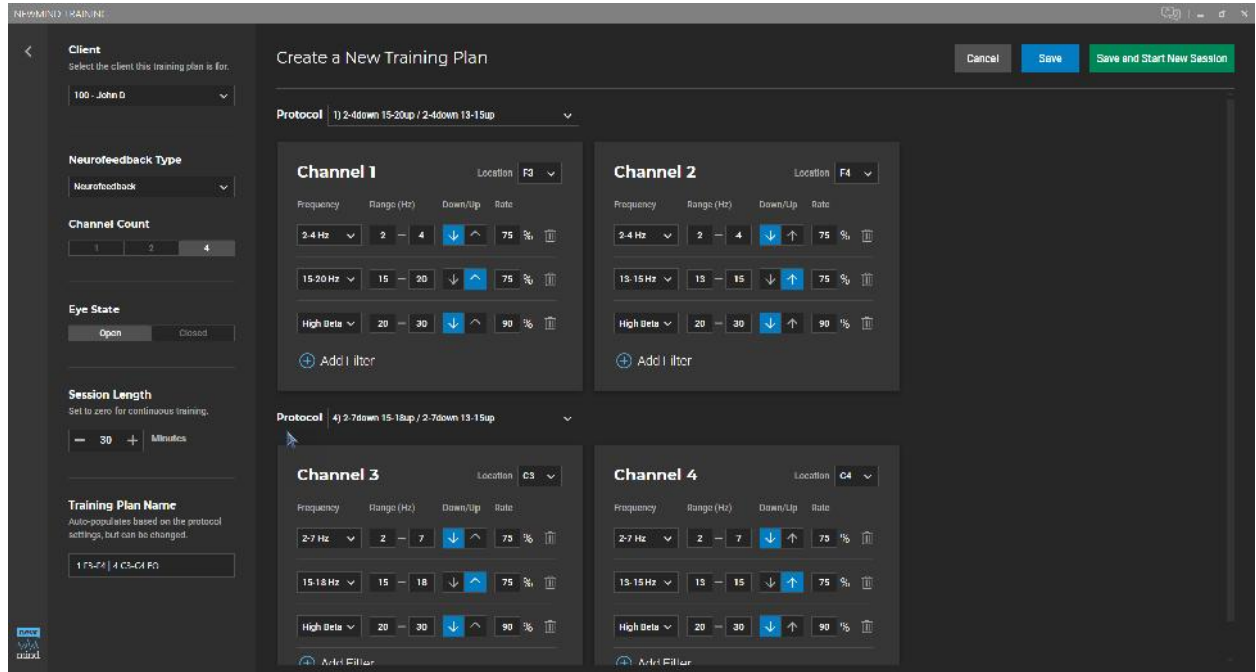 NEWMIND TRAINING
Client
Select the client this training plan is for.
100 - John D
Neurofeedback Type
Neurofeedback
Channel Count
1 2 4
Eye State
Open Closed
Session Length
Set to zero for continuous training.
30 Minutes
Training Plan Name
Auto-populates based on the protocol
settings, but can be changed.
1 F3-F4 | 4 C3-C4 EO
new
mind
Create a New Training Plan
Cancel Save Save and Start New Session
Protocol 1) 2-4down 15-20up / 2-4down 13-15up
Channel 1 Location F3
Frequency Range (Hz) Down/Up Rate
2-4 Hz 2 – 4 75 %
15-20 Hz 15 – 20 75 %
High Beta 20 – 30 90 %
Add Filter
Channel 2 Location F4
Frequency Range (Hz) Down/Up Rate
2-4 Hz 2 – 4 75 %
13-15 Hz 13 – 15 75 %
High Beta 20 – 30 90 %
Add Filter
Protocol 4) 2-7down 15-18up / 2-7down 13-15up
Channel 3 Location C3
Frequency Range (Hz) Down/Up Rate
2-7 Hz 2 – 7 75 %
15-18 Hz 15 – 18 75 %
High Beta 20 – 30 90 %
Add Filter
Channel 4 Location C4
Frequency Range (Hz) Down/Up Rate
2-7 Hz 2 – 7 75 %
13-15 Hz 13 – 15 75 %
High Beta 20 – 30 90 %
Add Filter